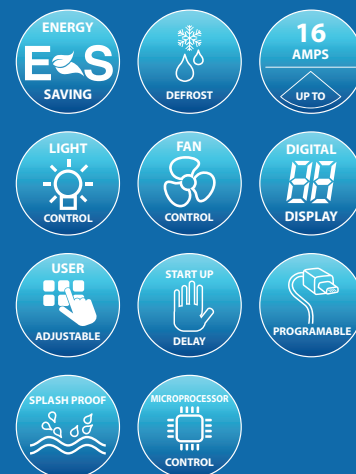 ENERGY
ES
SAVING
DEFROST
16
AMPS
UP TO
LIGHT
CONTROL
FAN
CONTROL
DIGITAL
88
DISPLAY
USER
ADJUSTABLE
START UP
DELAY
PROGRAMABLE
SPLASH PROOF
MICROPROCESSOR
CONTROL